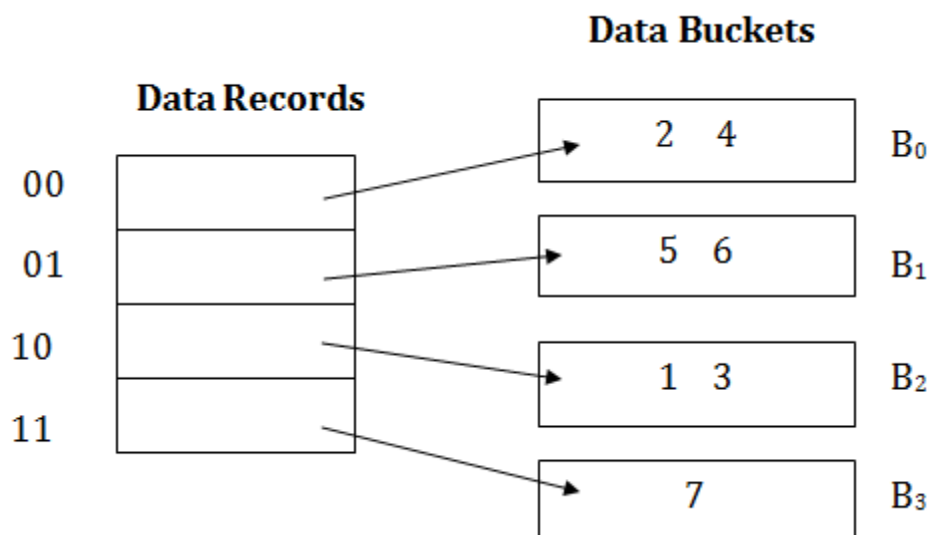 Data Buckets
Data Records
00
2 4
B₀
01
5 6
B₁
10
1 3
B₂
11
7
B₃